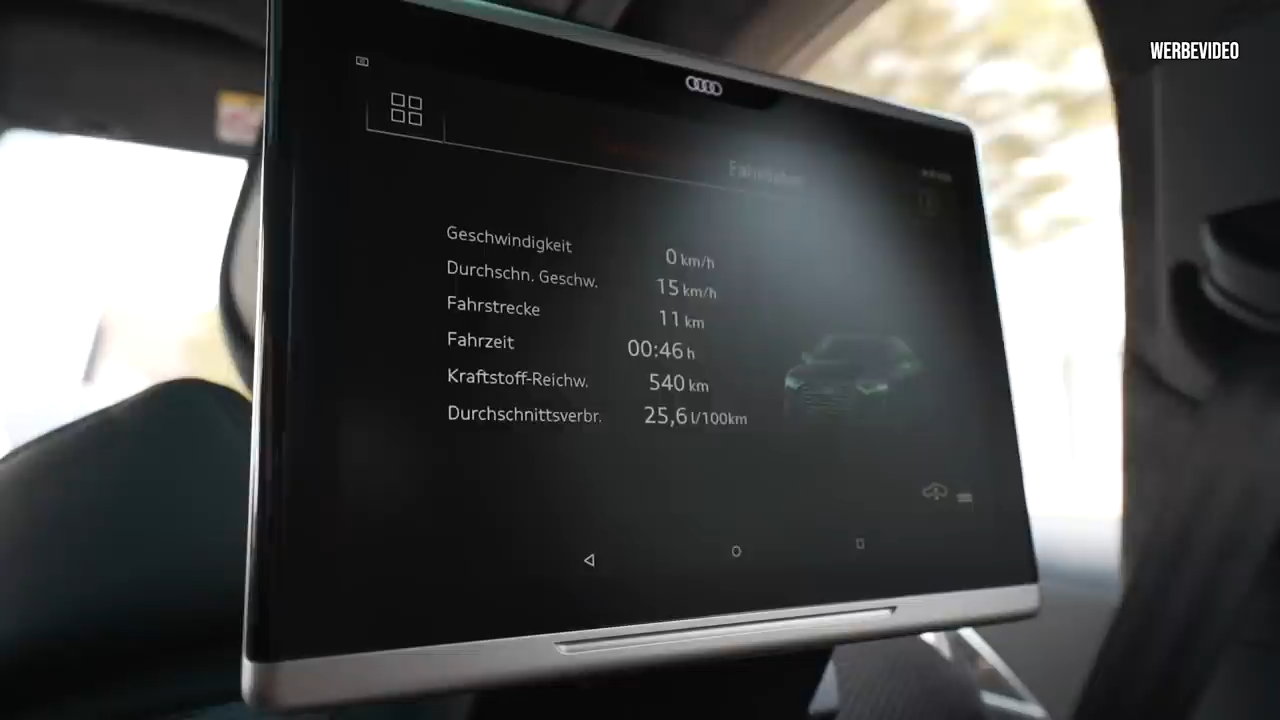 WERBEVIDEO
Geschwindigkeit 0 km/h
Durchschn. Geschw. 15 km/h
Fahrstrecke 11 km
Fahrzeit 00:46 h
Kraftstoff-Reichw. 540 km
Durchschnittsverbr. 25,6 l/100km